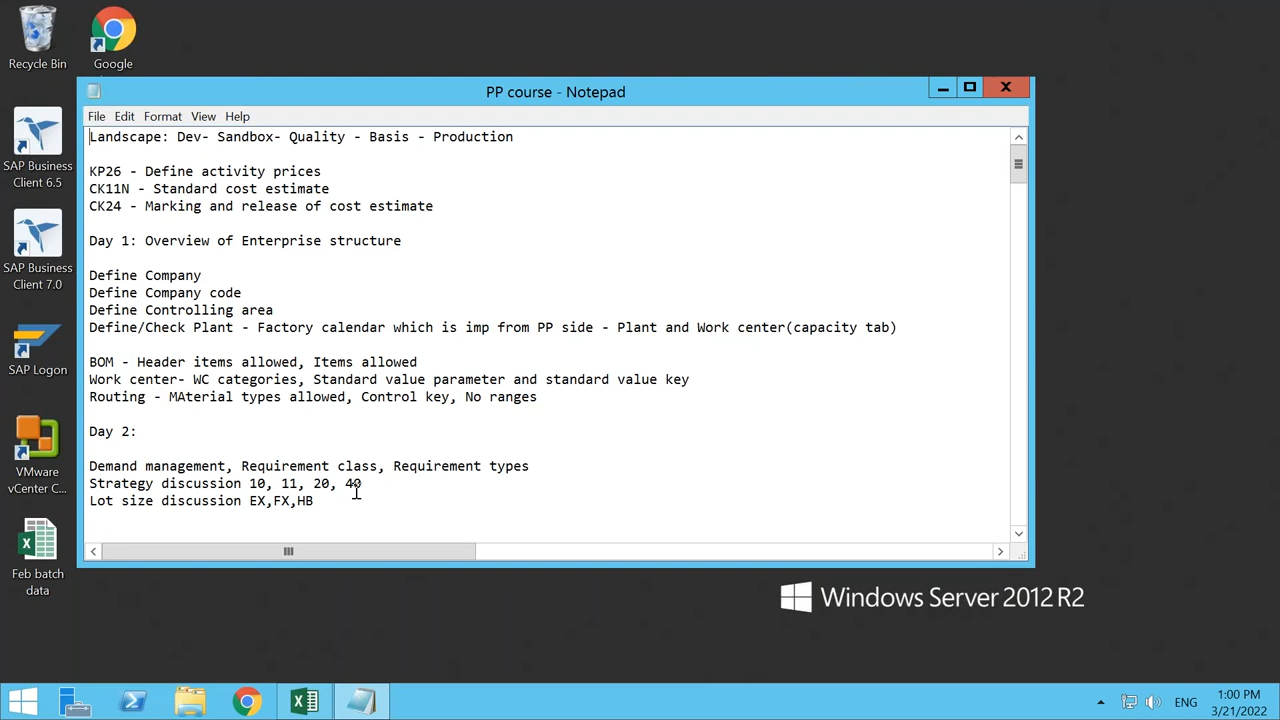 Recycle Bin
Google
SAP Business
Client 6.5
SAP Business
Client 7.0
SAP Logon
VMware
vCenter C...
Feb batch
data
PP course - Notepad
File Edit Format View Help
Landscape: Dev- Sandbox- Quality - Basis - Production
KP26 - Define activity prices
CK11N - Standard cost estimate
CK24 - Marking and release of cost estimate
Day 1: Overview of Enterprise structure
Define Company
Define Company code
Define Controlling area
Define/Check Plant - Factory calendar which is imp from PP side - Plant and Work center(capacity tab)
BOM - Header items allowed, Items allowed
Work center- WC categories, Standard value parameter and standard value key
Routing - MAterial types allowed, Control key, No ranges
Day 2:
Demand management, Requirement class, Requirement types
Strategy discussion 10, 11, 20, 40
Lot size discussion EX,FX,HB
Windows Server 2012 R2
ENG
1:00 PM
3/21/2022